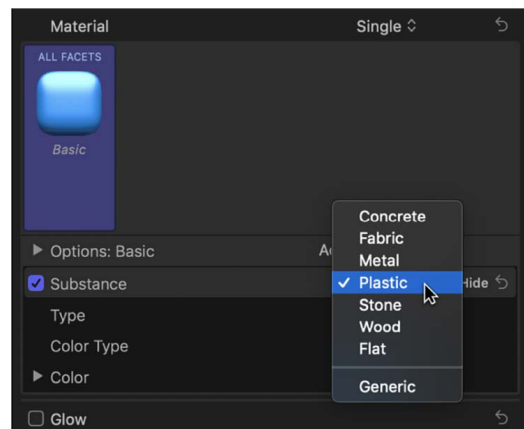 Material Single
ALL FACETS
Basic
Concrete
Fabric
Options: Basic
Metal
Substance Plastic Hide
Stone
Type
Wood
Color Type
Flat
Color
Generic
Glow